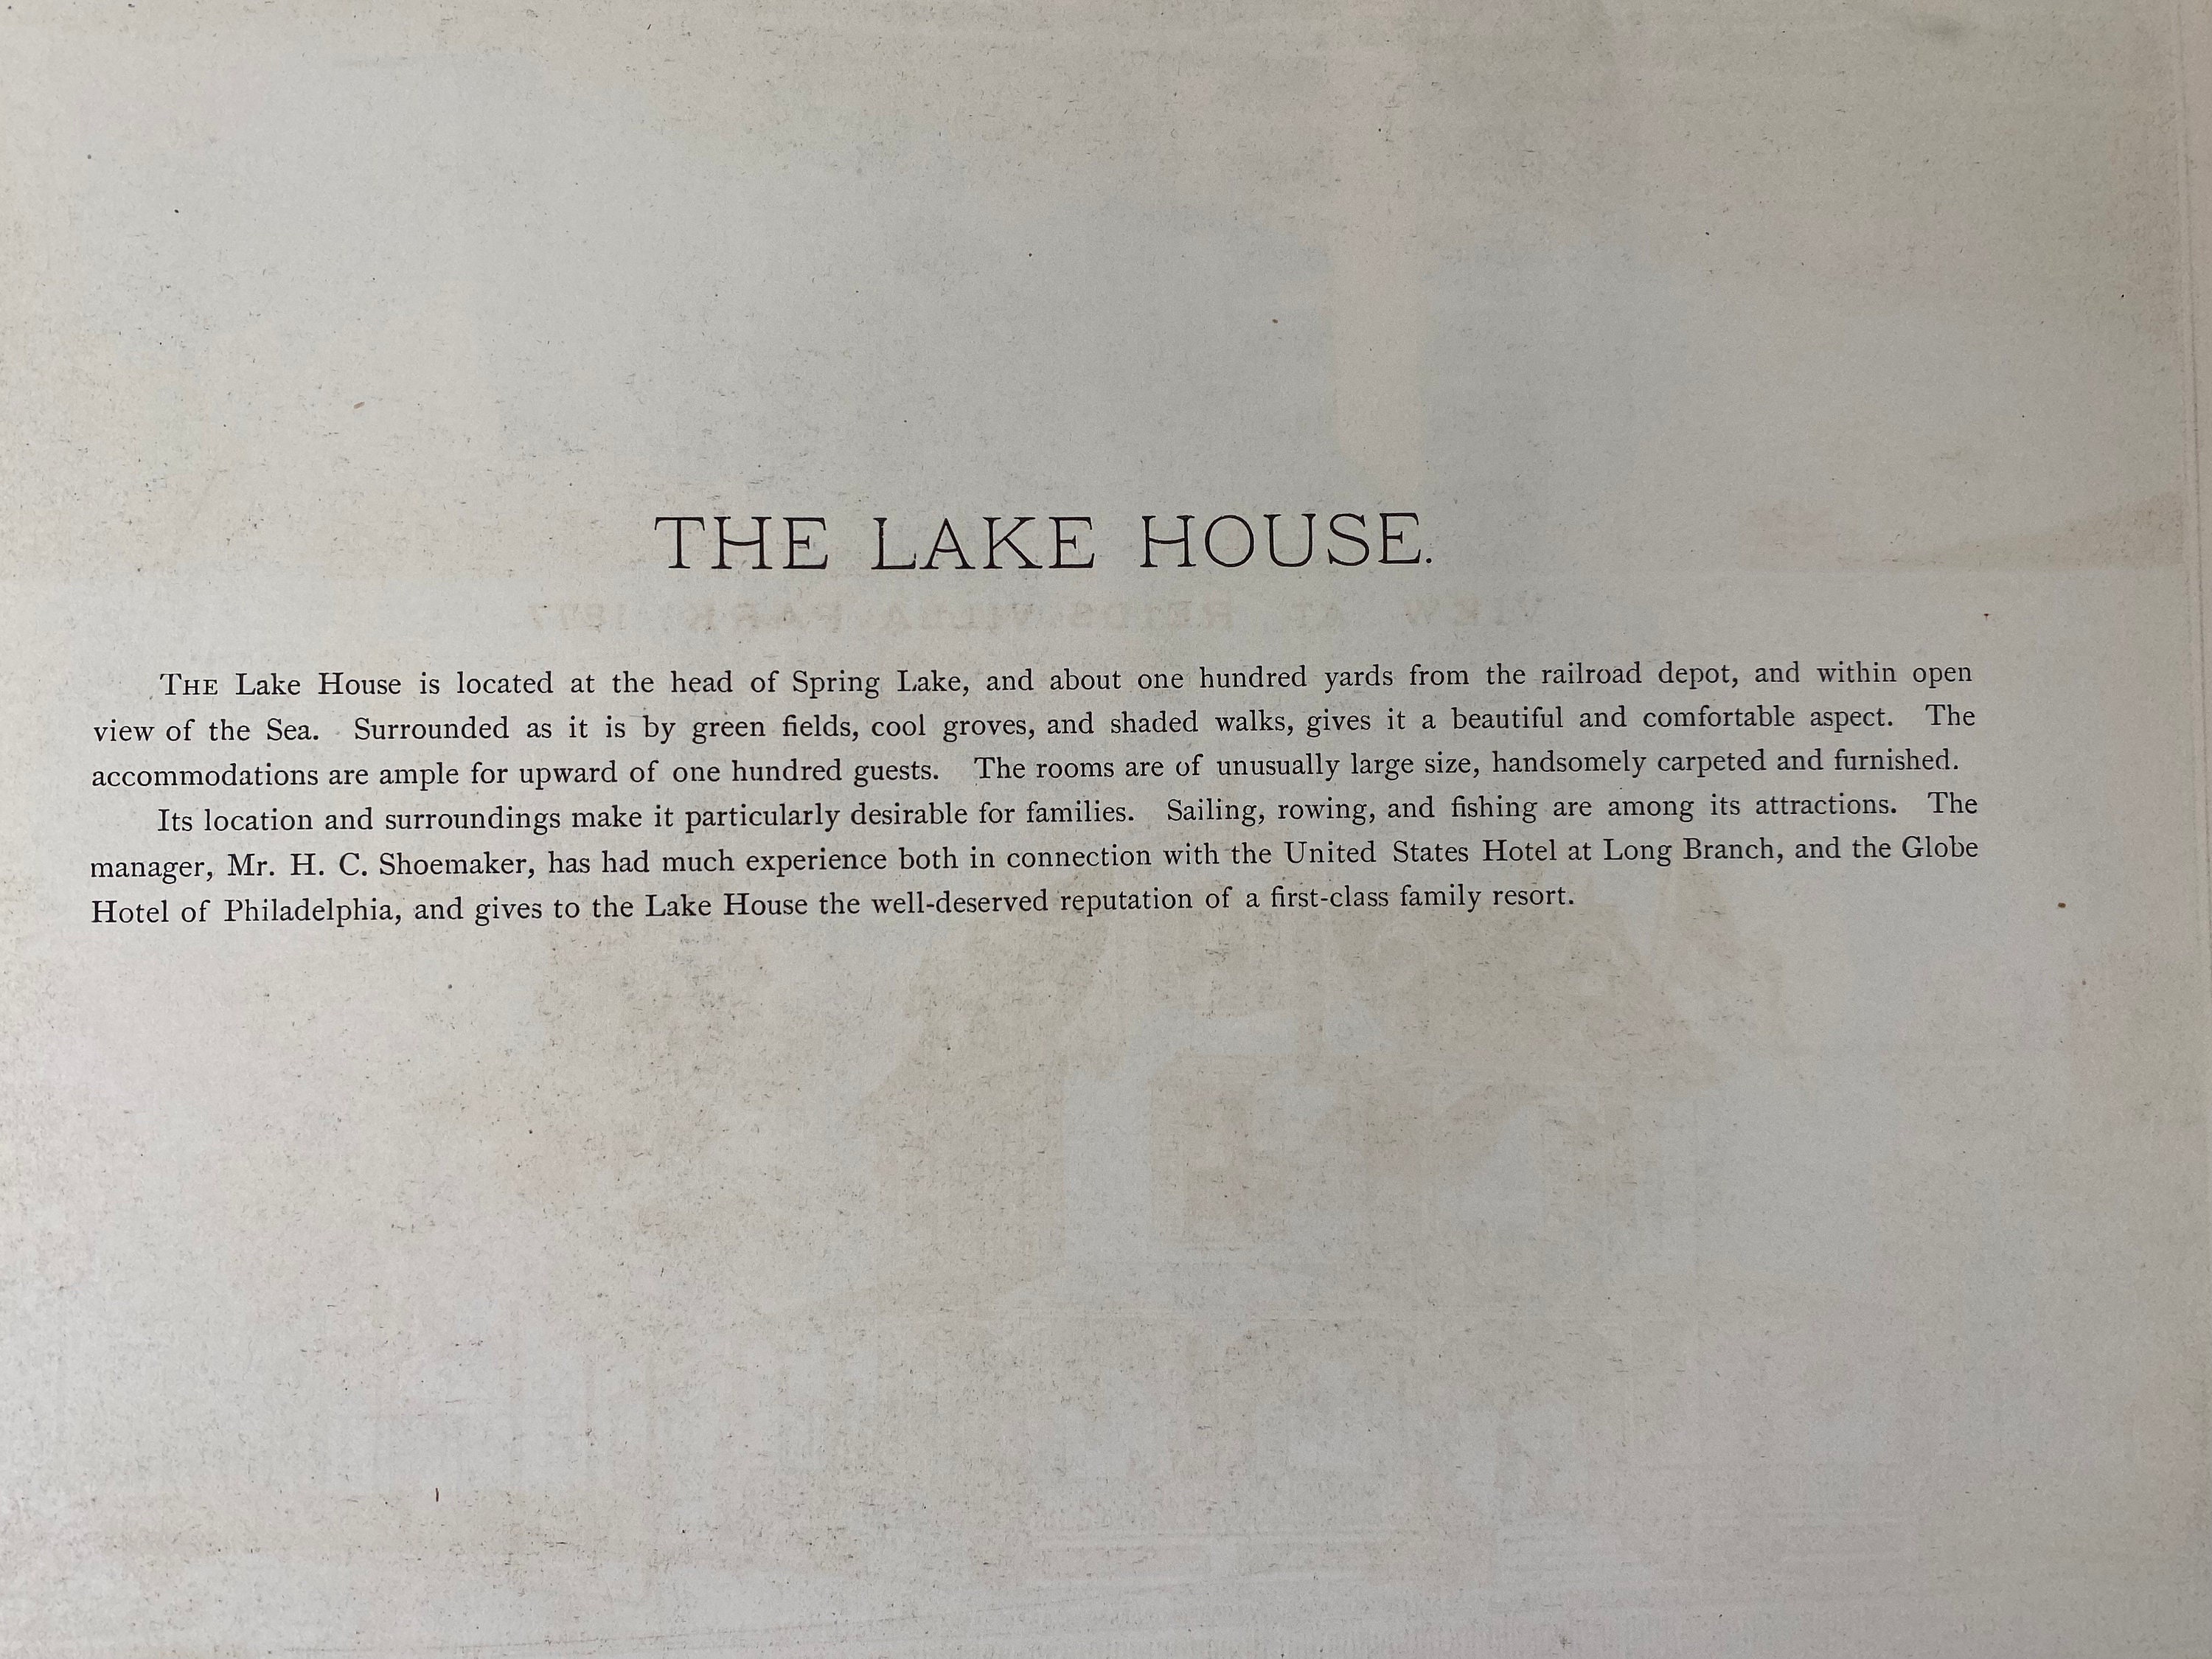 THE LAKE HOUSE.
THE Lake House is located at the head of Spring Lake, and about one hundred yards from the railroad depot, and within open
view of the Sea. Surrounded as it is by green fields, cool groves, and shaded walks, gives it a beautiful and comfortable aspect. The
accommodations are ample for upward of one hundred guests. The rooms are of unusually large size, handsomely carpeted and furnished.
Its location and surroundings make it particularly desirable for families. Sailing, rowing, and fishing are among its attractions. The
manager, Mr. H. C. Shoemaker, has had much experience both in connection with the United States Hotel at Long Branch, and the Globe
Hotel of Philadelphia, and gives to the Lake House the well-deserved reputation of a first-class family resort.